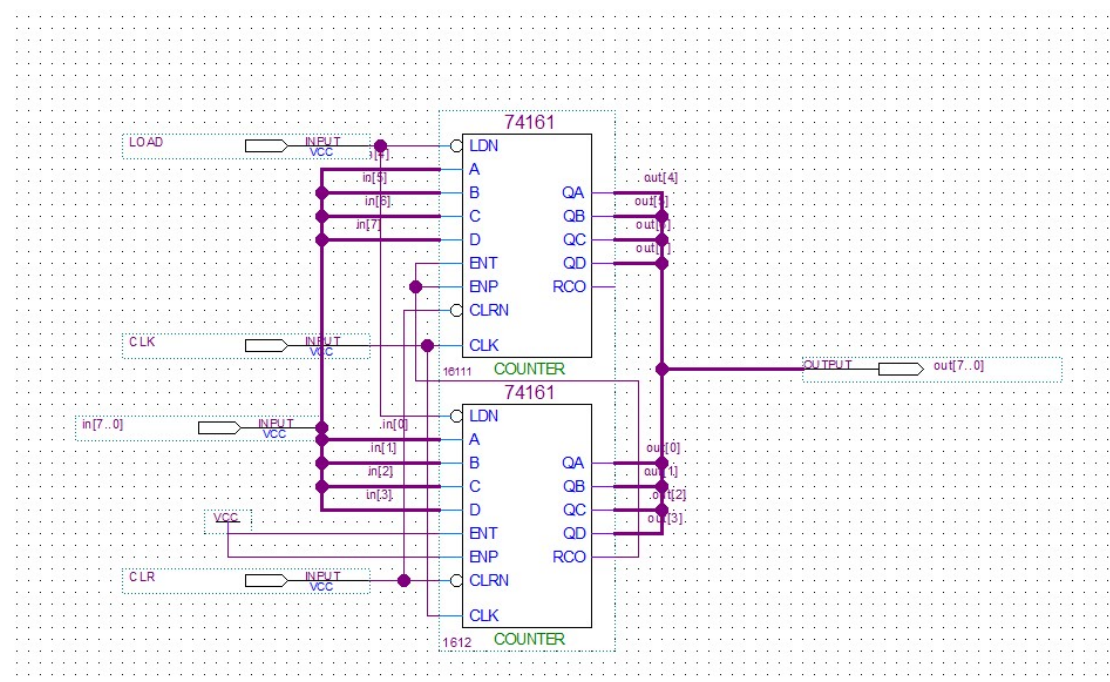 74161
LOAD
INPUT
VCC
LDN
A
in[5]
B
QA
out[4]
in[6]
C
QB
in[7]
D
QC
ENT
QD
ENP
RCO
CLRN
CLK
INPUT
VCC
CLK
16111
COUNTER
OUTPUT
out[7..0]
74161
in[7..0]
INPUT
VCC
in[0]
LDN
in[1]
A
in[2]
B
QA
out[0]
in[3]
C
QB
D
QC
out[2]
VCC
ENT
QD
out[3]
ENP
RCO
CLR
INPUT
VCC
CLRN
CLK
1612
COUNTER